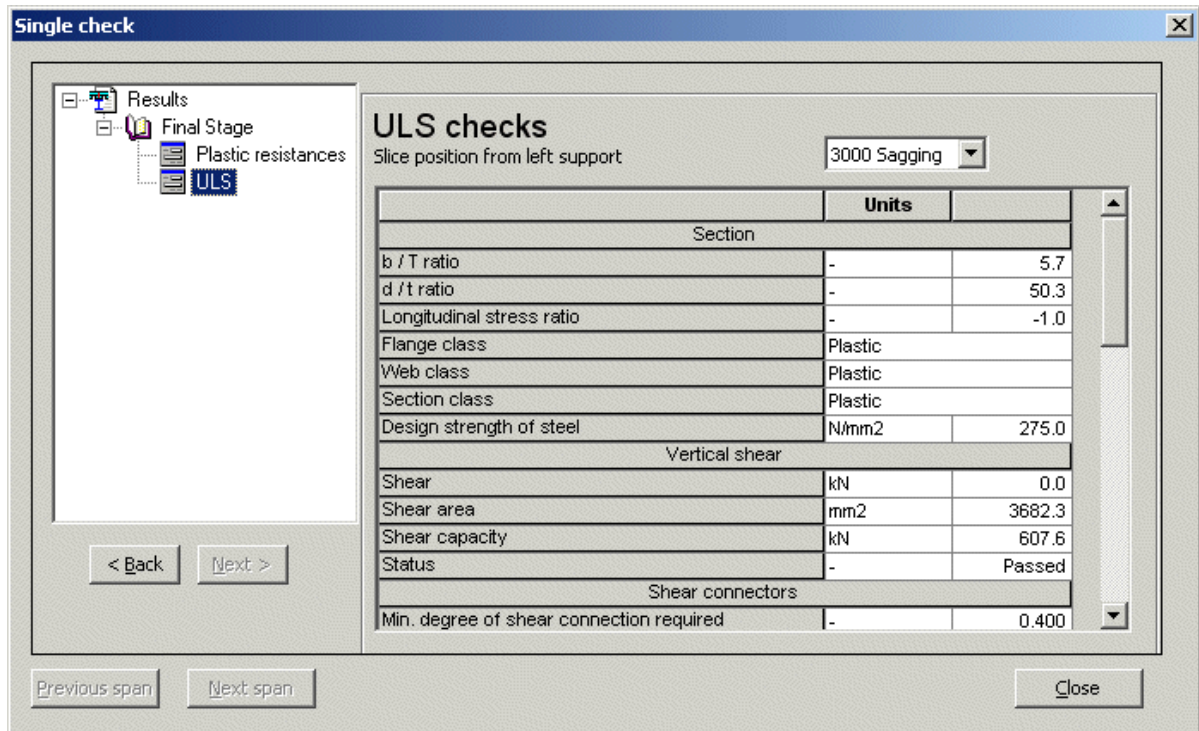 Single check
Results
Final Stage
Plastic resistances
ULS
< Back
Next >
ULS checks
Slice position from left support
3000 Sagging
Units
Section
b / T ratio - 5.7
d / t ratio - 50.3
Longitudinal stress ratio - -1.0
Flange class Plastic
Web class Plastic
Section class Plastic
Design strength of steel N/mm2 275.0
Vertical shear
Shear kN 0.0
Shear area mm2 3682.3
Shear capacity kN 607.6
Status - Passed
Shear connectors
Min. degree of shear connection required - 0.400
Previous span
Next span
Close